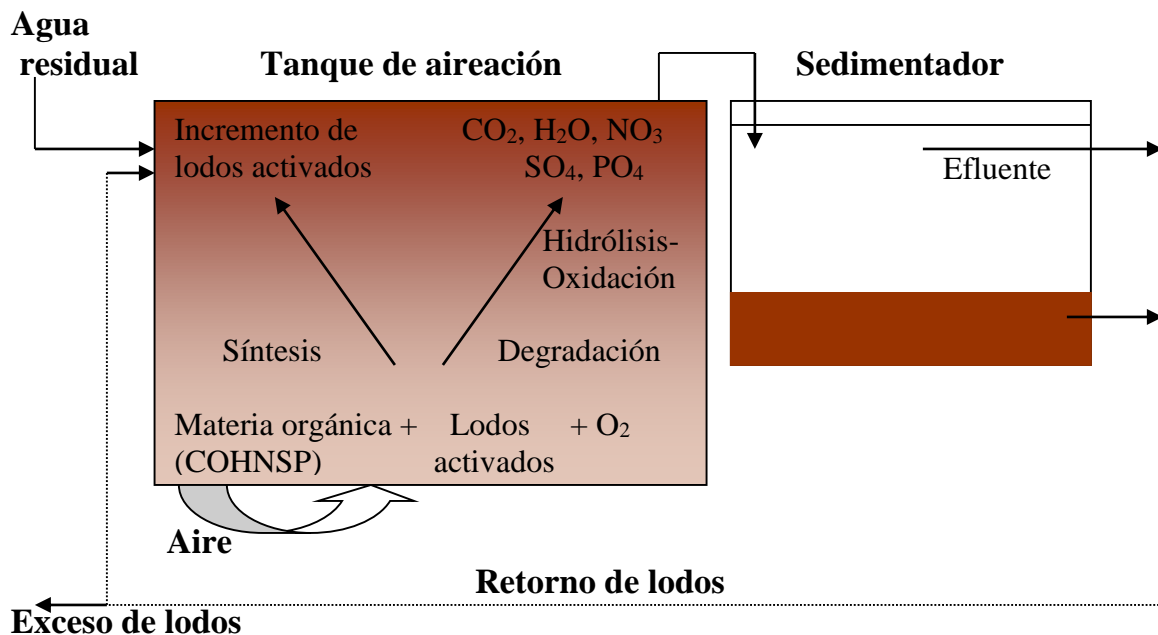 Agua
residual
Tanque de aireación
Sedimentador
Incremento de
lodos activados
CO₂, H₂O, NO₃
SO₄, PO₄
Efluente
Hidrólisis-
Oxidación
Síntesis
Degradación
Materia orgánica + Lodos + O₂
(COHNSP) activados
Aire
Retorno de lodos
Exceso de lodos